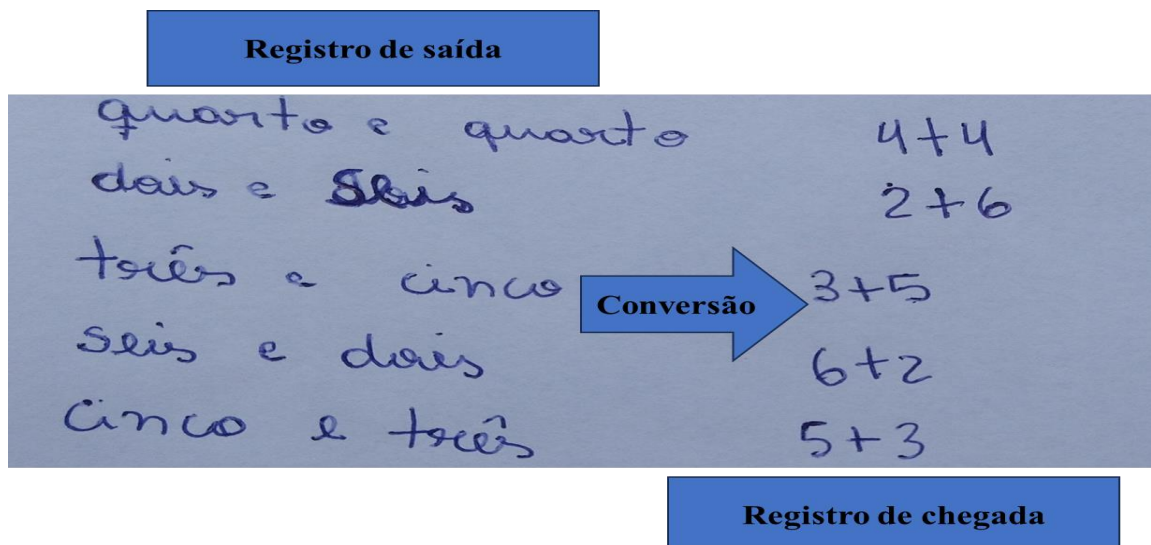 Registro de saída
quarto e quarto 4+4
dois e seis 2+6
três e cinco Conversão 3+5
seis e dois 6+2
cinco e três 5+3
Registro de chegada